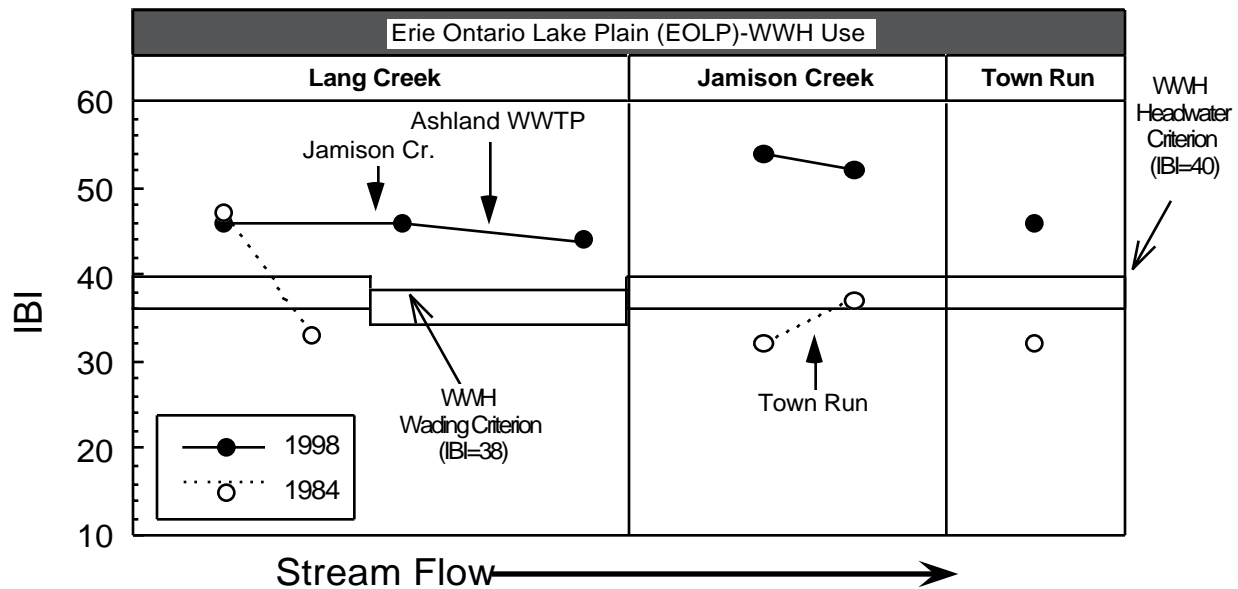 Erie Ontario Lake Plain (EOLP)-WWH Use
Lang Creek
Jamison Creek
Town Run
WWH
Headwater
Criterion
(IBI=40)
60
50
40
30
20
10
IBI
Ashland WWTP
Jamison Cr.
WWH
Wading Criterion
(IBI=38)
Town Run
1998
1984
Stream Flow